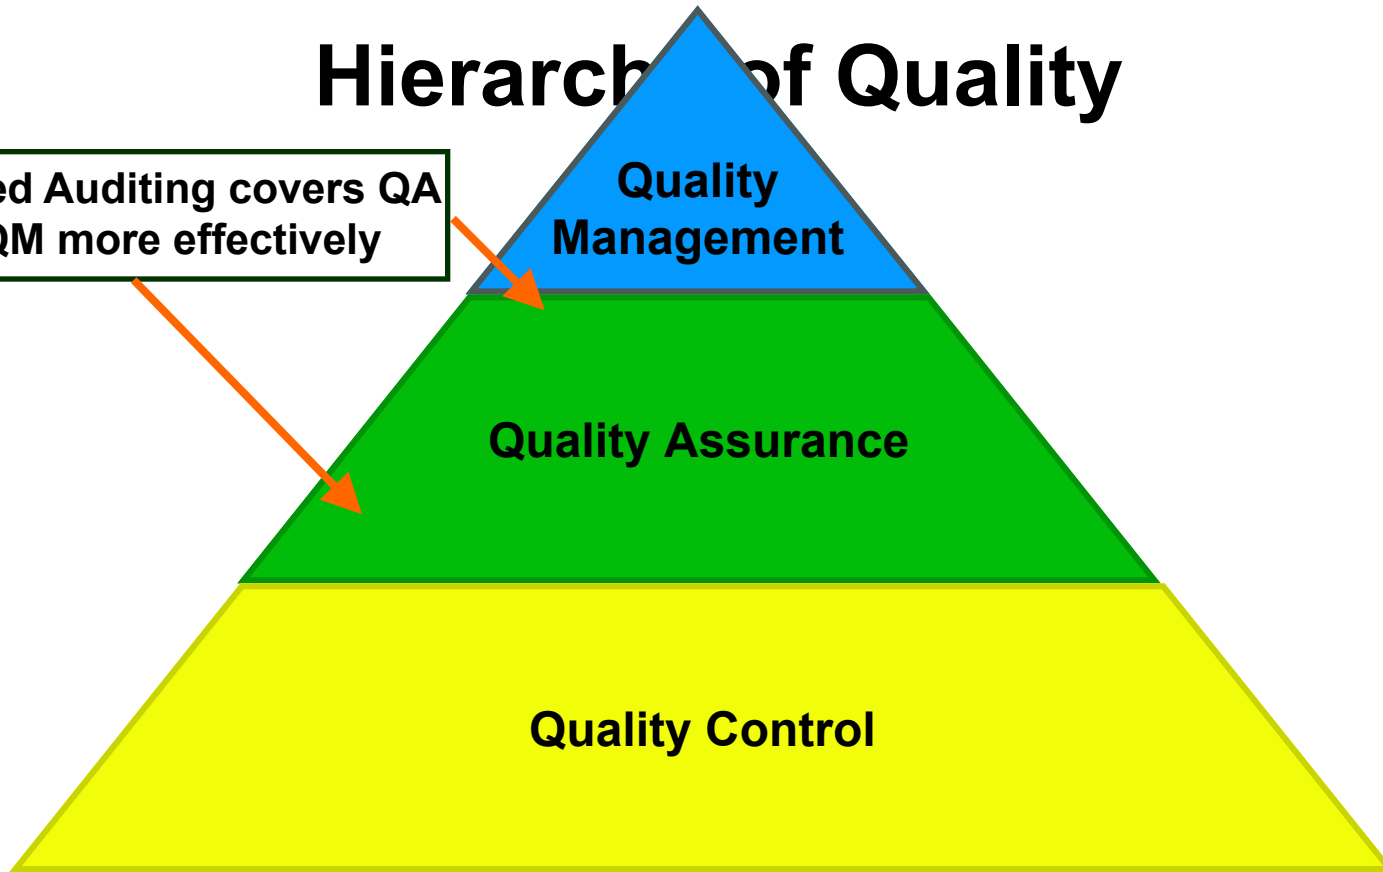 Hierarch of Quality
ed Auditing covers QA
QM more effectively
Quality
Management
Quality Assurance
Quality Control